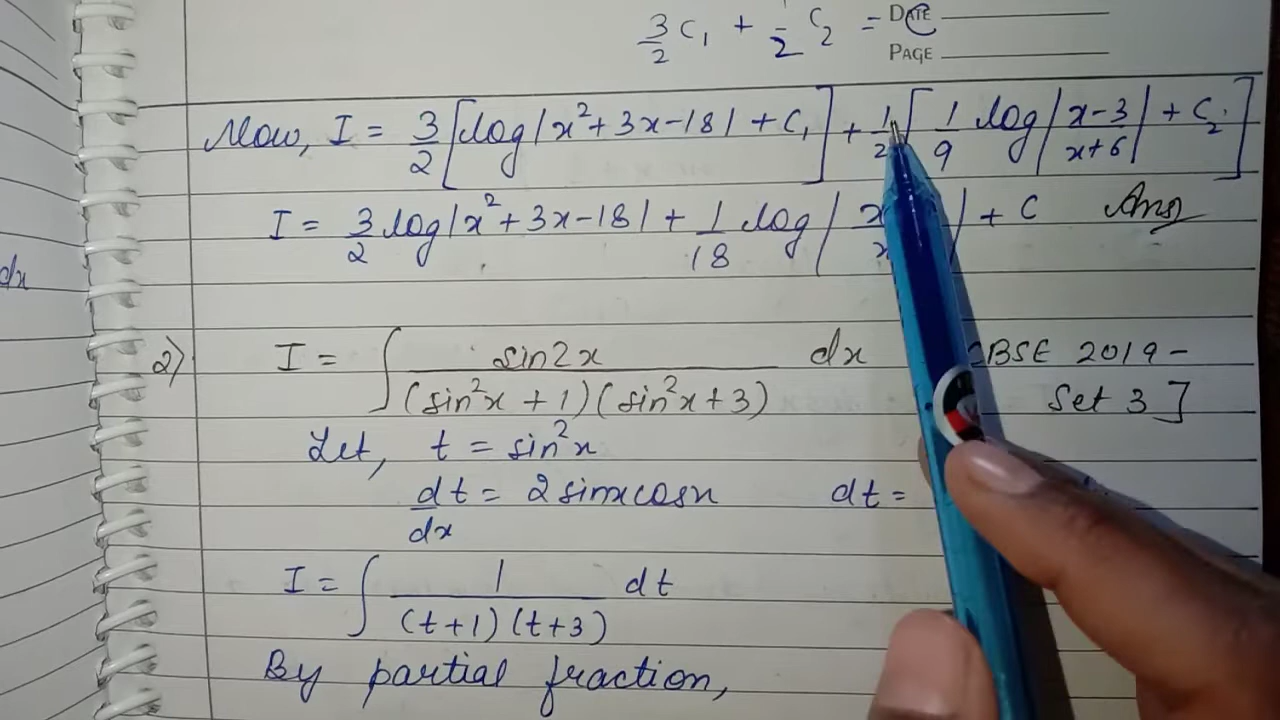 3/2 C₁ + 1/2 C₂ = C
DATE
PAGE
Now, I = 3/2 [log|x²+3x-18| + C₁] + 1/2 [1/9 log|x-3/x+6| + C₂]
I = 3/2 log|x²+3x-18| + 1/18 log|x/x| + C Ans
dx
2) I = ∫ sin2x/(sin²x+1)(sin²x+3) dx CBSE 2019-
Set 3]
Let, t = sin²x
dt/dx = 2 sinx cosx dt =
I = ∫ 1/(t+1)(t+3) dt
By partial fraction,